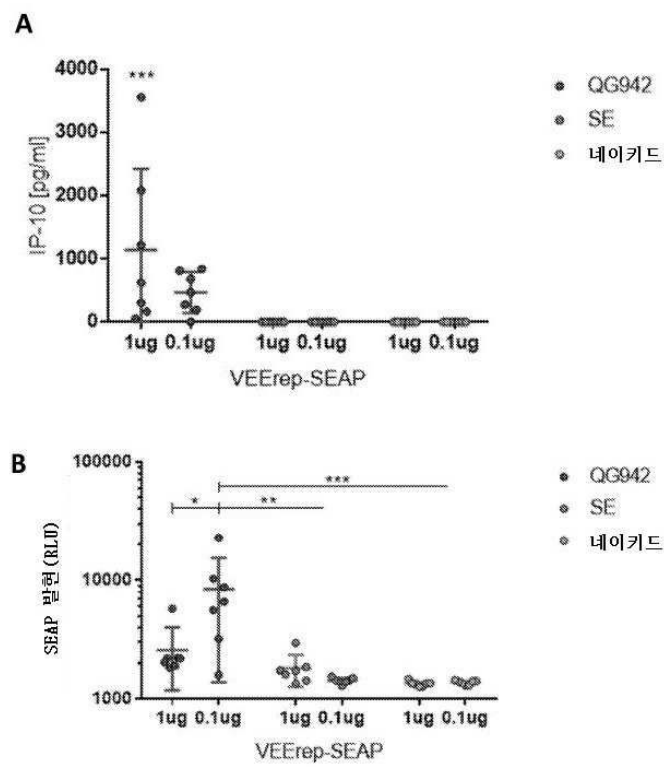 A
***
4000
3000
2000
1000
0
IP-10 [pg/ml]
1ug 0.1ug 1ug 0.1ug 1ug 0.1ug
VEErep-SEAP
QG942
SE
네이키드
B
100000
10000
1000
SEAP 발현(RLU)
***
* **
1ug 0.1ug 1ug 0.1ug 1ug 0.1ug
VEErep-SEAP
QG942
SE
네이키드